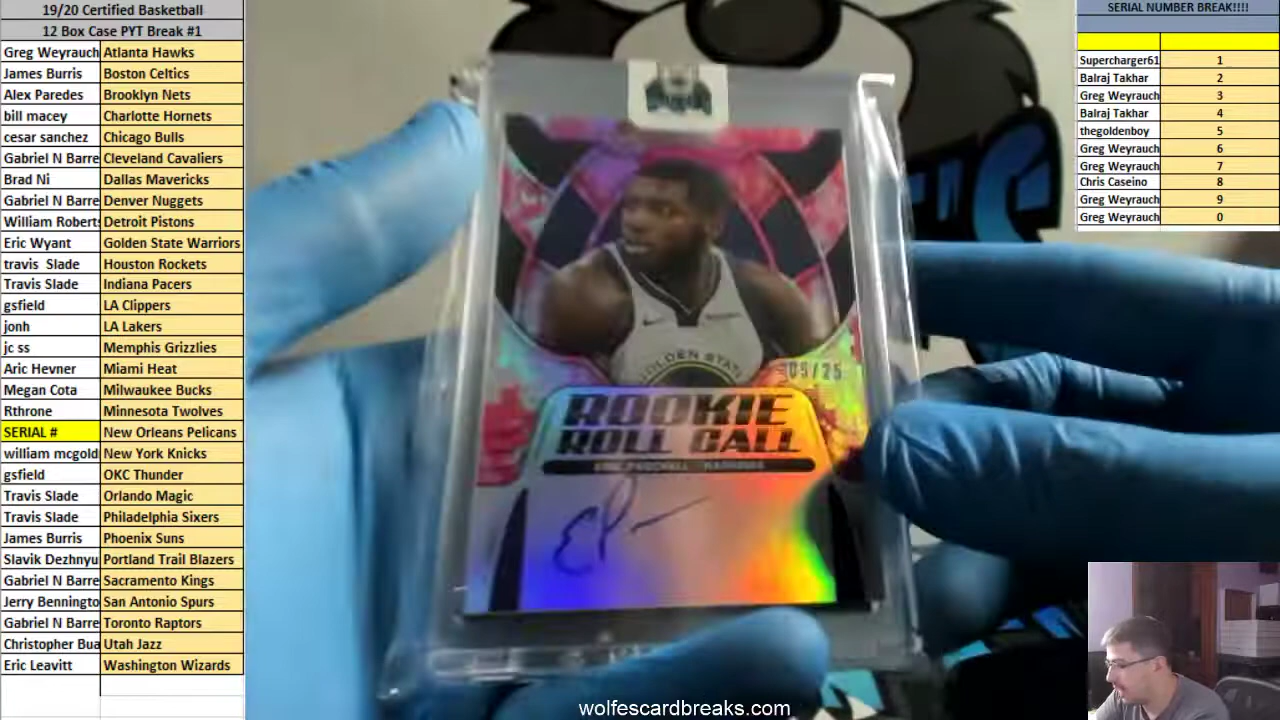 19/20 Certified Basketball
12 Box Case PYT Break #1
Greg Weyrauch Atlanta Hawks
James Burris Boston Celtics
Alex Paredes Brooklyn Nets
bill macey Charlotte Hornets
cesar sanchez Chicago Bulls
Gabriel N Barre Cleveland Cavaliers
Brad Ni Dallas Mavericks
Gabriel N Barre Denver Nuggets
William Roberts Detroit Pistons
Eric Wyant Golden State Warriors
travis Slade Houston Rockets
Travis Slade Indiana Pacers
gsfield LA Clippers
jonh LA Lakers
jc ss Memphis Grizzlies
Aric Hevner Miami Heat
Megan Cota Milwaukee Bucks
Rthrone Minnesota Twolves
SERIAL # New Orleans Pelicans
william mcgold New York Knicks
gsfield OKC Thunder
Travis Slade Orlando Magic
Travis Slade Philadelphia Sixers
James Burris Phoenix Suns
Slavik Dezhnyu Portland Trail Blazers
Gabriel N Barre Sacramento Kings
Jerry Benningto San Antonio Spurs
Gabriel N Barre Toronto Raptors
Christopher Bua Utah Jazz
Eric Leavitt Washington Wizards
GOLDEN STATE
05/25
ROOKIE
ROLL CALL
ERIC PASCHALL WARRIORS
EP
SERIAL NUMBER BREAK!!!!
Supercharger61 1
Balraj Takhar 2
Greg Weyrauch 3
Balraj Takhar 4
thegoldenboy 5
Greg Weyrauch 6
Greg Weyrauch 7
Chris Caseino 8
Greg Weyrauch 9
Greg Weyrauch 0
wolfescardbreaks.com